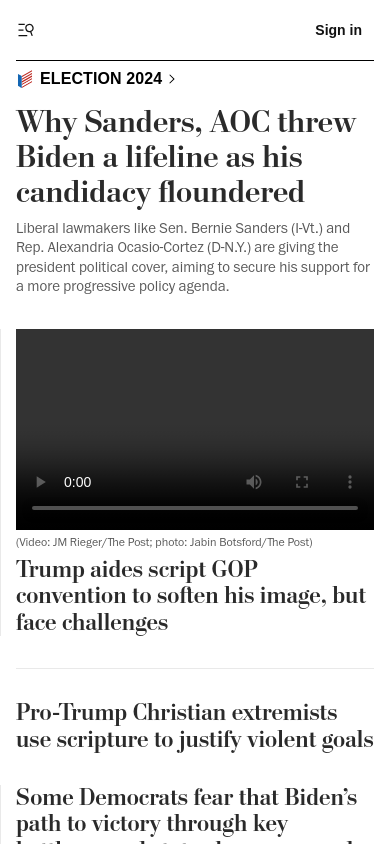 Sign in
ELECTION 2024
Why Sanders, AOC threw
Biden a lifeline as his
candidacy floundered
Liberal lawmakers like Sen. Bernie Sanders (I-Vt.) and
Rep. Alexandria Ocasio-Cortez (D-N.Y.) are giving the
president political cover, aiming to secure his support for
a more progressive policy agenda.
0:00
(Video: JM Rieger/The Post; photo: Jabin Botsford/The Post)
Trump aides script GOP
convention to soften his image, but
face challenges
Pro-Trump Christian extremists
use scripture to justify violent goals
Some Democrats fear that Biden’s
path to victory through key